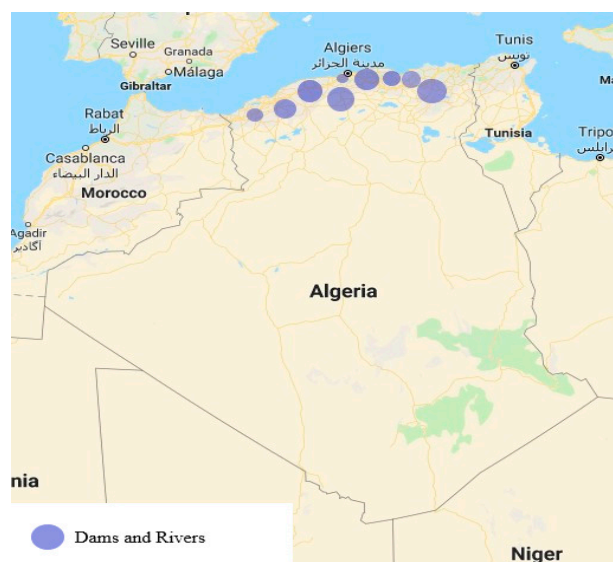 Seville
Granada
Málaga
Gibraltar
Algiers
مدينة الجزائر
Tunis
تونس
Ma
Rabat
الرباط
Casablanca
الدار البيضاء
Morocco
Agadir
أكادير
Tunisia
Tripo
Algeria
nia
Niger
Dams and Rivers